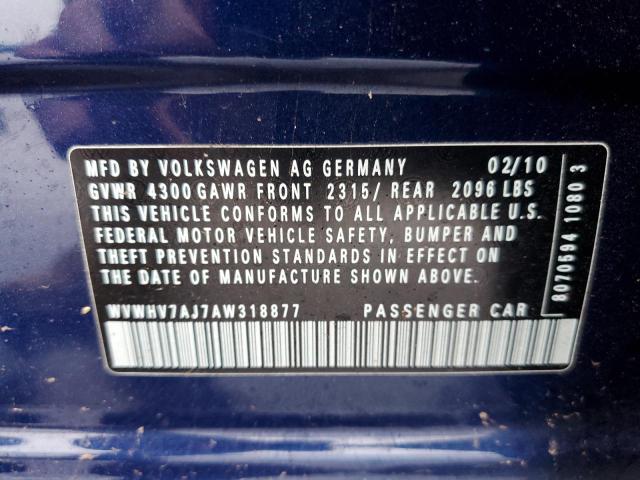 MFD BY VOLKSWAGEN AG GERMANY 02/10
GVWR 4300 GAWR FRONT 2315/ REAR 2096 LBS
THIS VEHICLE CONFORMS TO ALL APPLICABLE U.S.
FEDERAL MOTOR VEHICLE SAFETY, BUMPER AND
THEFT PREVENTION STANDARDS IN EFFECT ON
THE DATE OF MANUFACTURE SHOWN ABOVE.
WVWHV7AJ7AW318877 PASSENGER CAR
8070594 1080 3